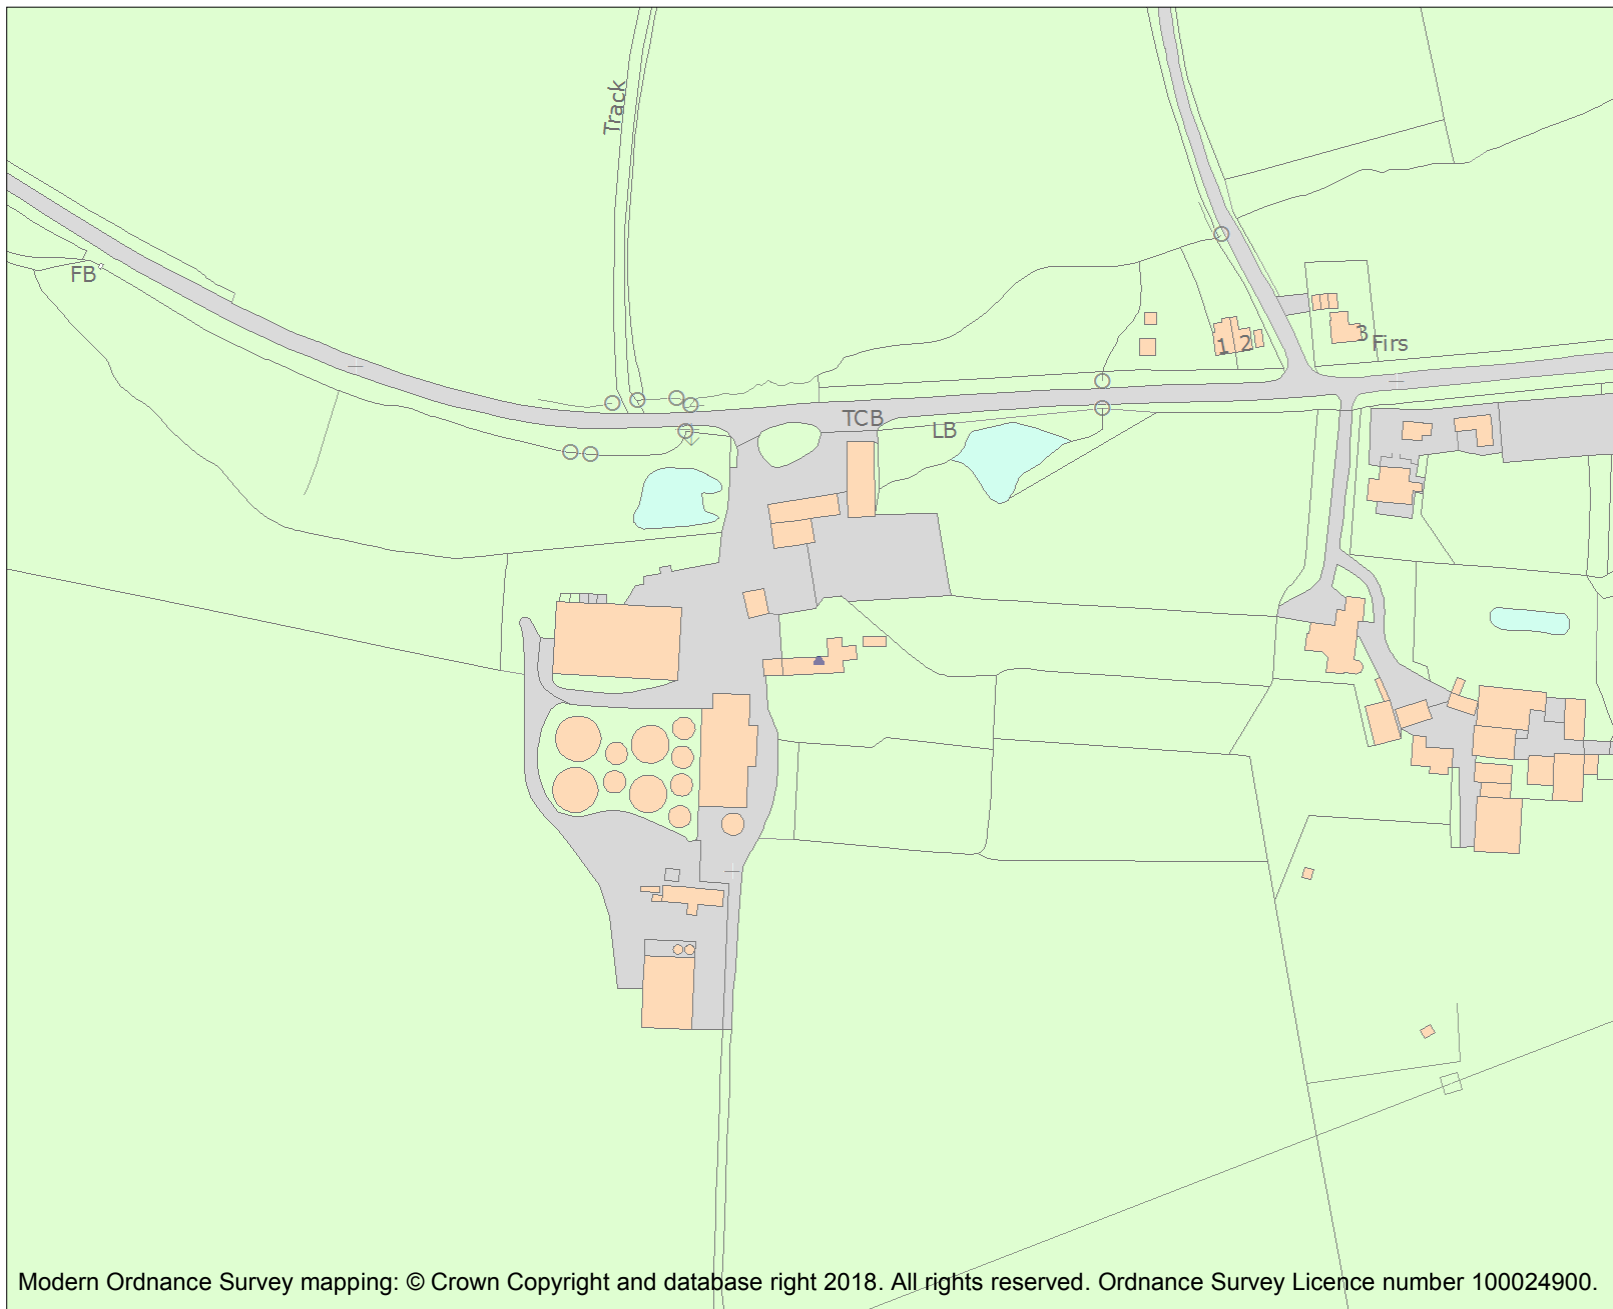 Track
FB
1 2
3
Firs
TCB
LB
Modern Ordnance Survey mapping: © Crown Copyright and database right 2018. All rights reserved. Ordnance Survey Licence number 100024900.